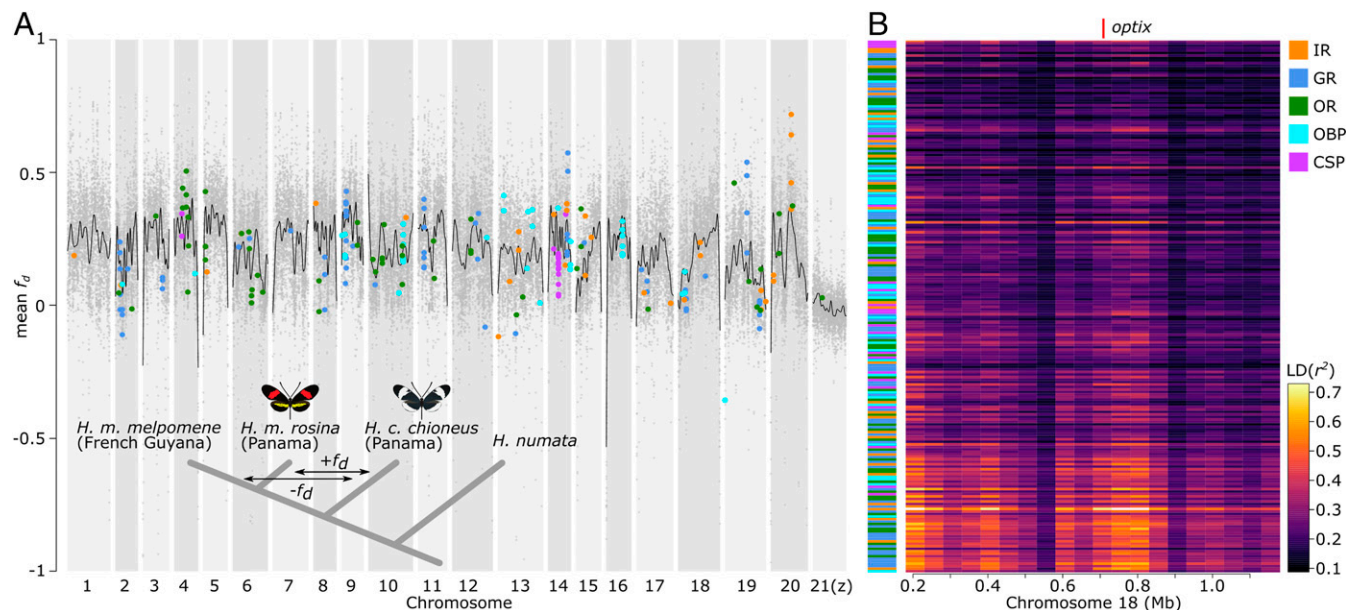 A
1
0.5
0
-0.5
-1
mean fd
H. m. melpomene
(French Guyana)
H. m. rosina
(Panama)
H. c. chioneus
(Panama)
H. numata
+fd
-fd
1 2 3 4 5 6 7 8 9 10 11 12 13 14 15 16 17 18 19 20 21(z)
Chromosome
B
optix
IR
GR
OR
OBP
CSP
LD(r²)
0.7
0.6
0.5
0.4
0.3
0.2
0.1
0.2 0.4 0.6 0.8 1.0
Chromosome 18 (Mb)